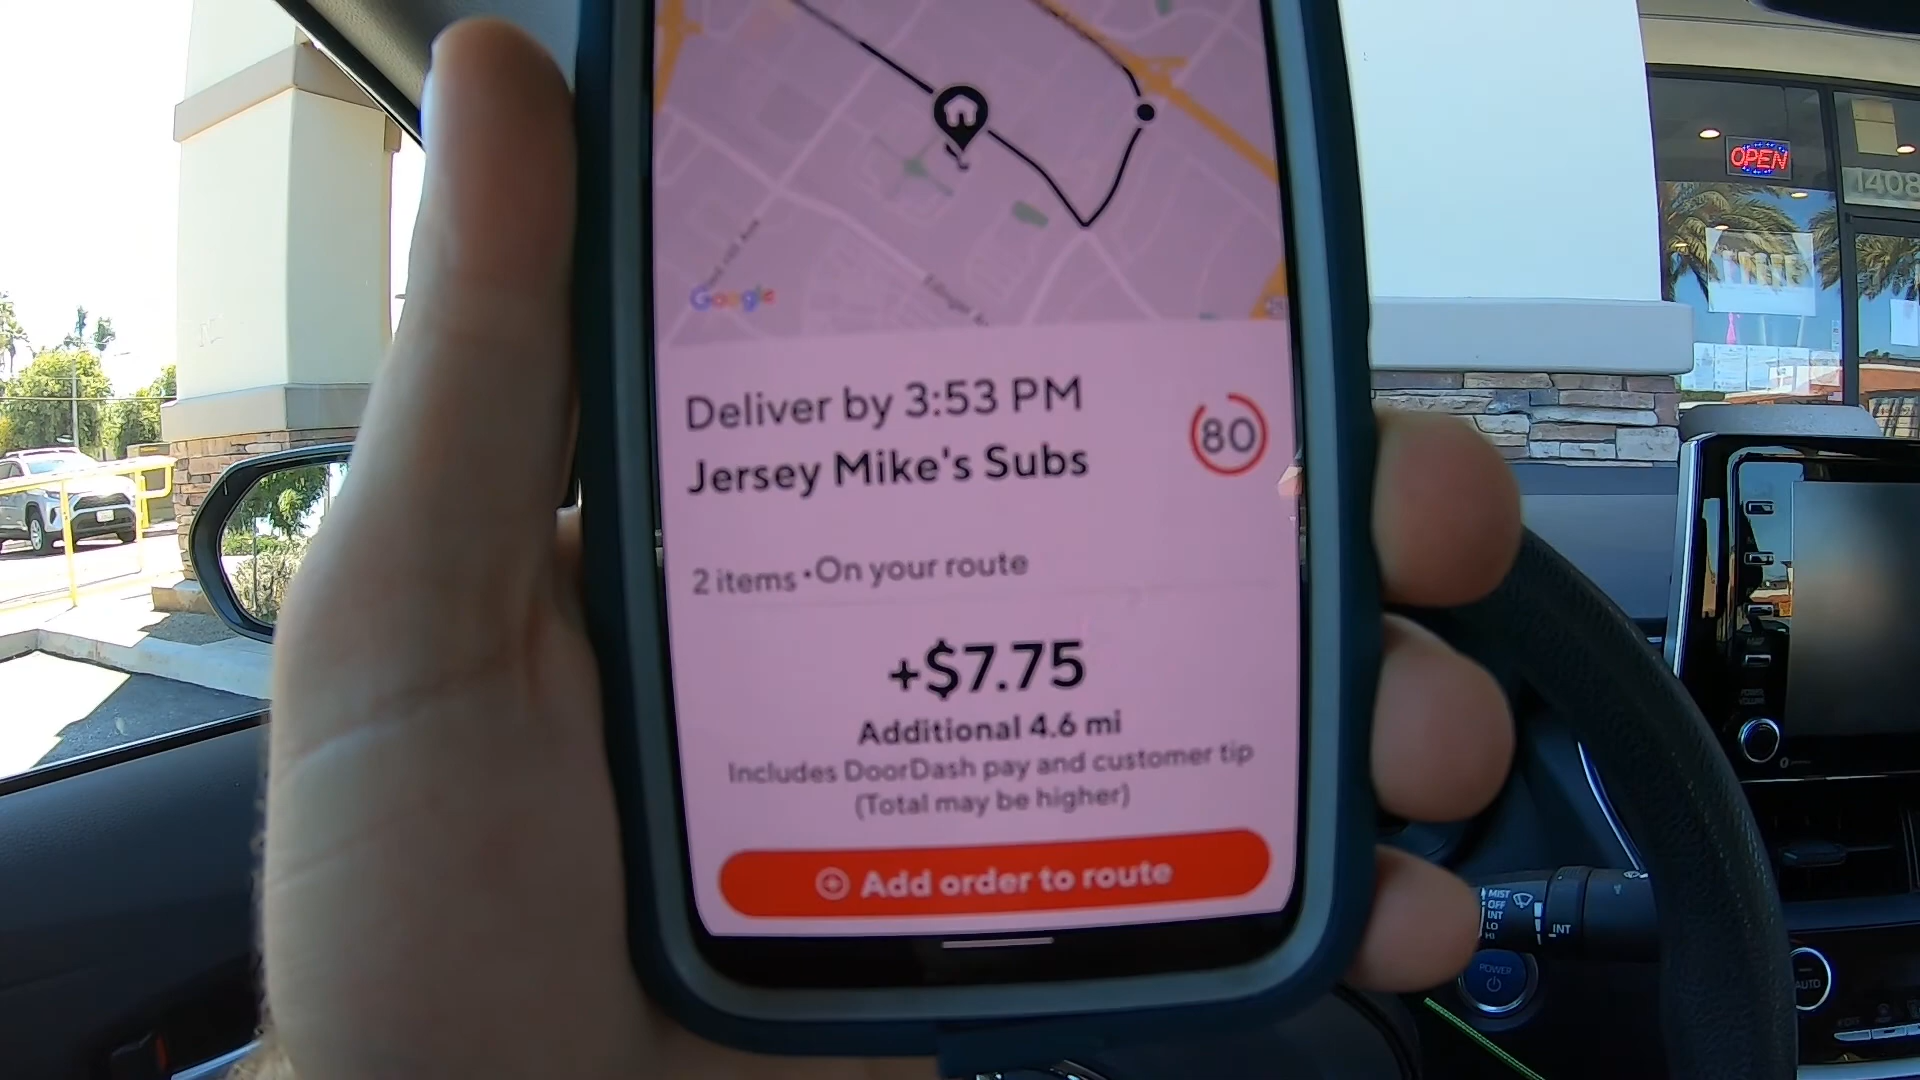 Google
Deliver by 3:53 PM
Jersey Mike's Subs
80
2 items • On your route
+$7.75
Additional 4.6 mi
Includes DoorDash pay and customer tip
(Total may be higher)
Add order to route
OPEN
1408
MIST
OFF
INT
LO
HI
INT
POWER
AUTO
POWER
VOLUME